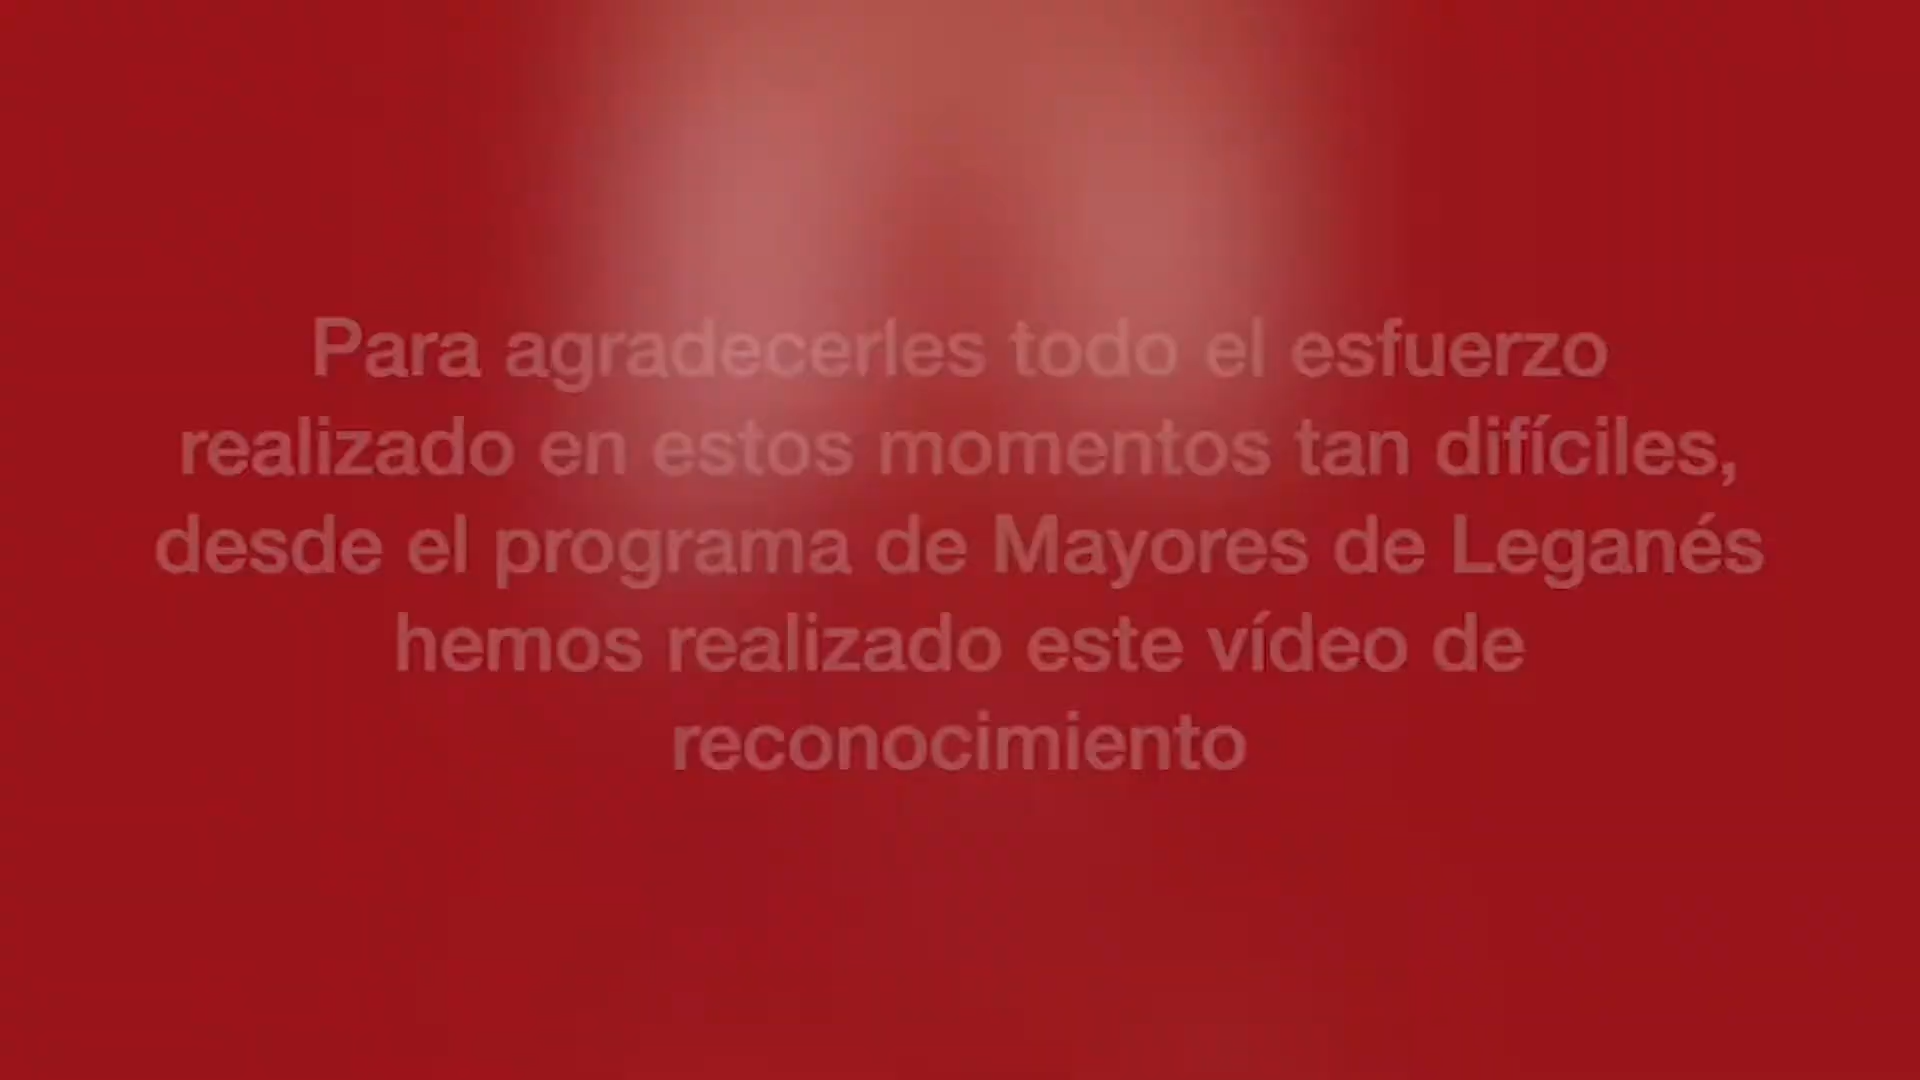 Para agradecerles todo el esfuerzo
realizado en estos momentos tan difíciles,
desde el programa de Mayores de Leganés
hemos realizado este vídeo de
reconocimiento